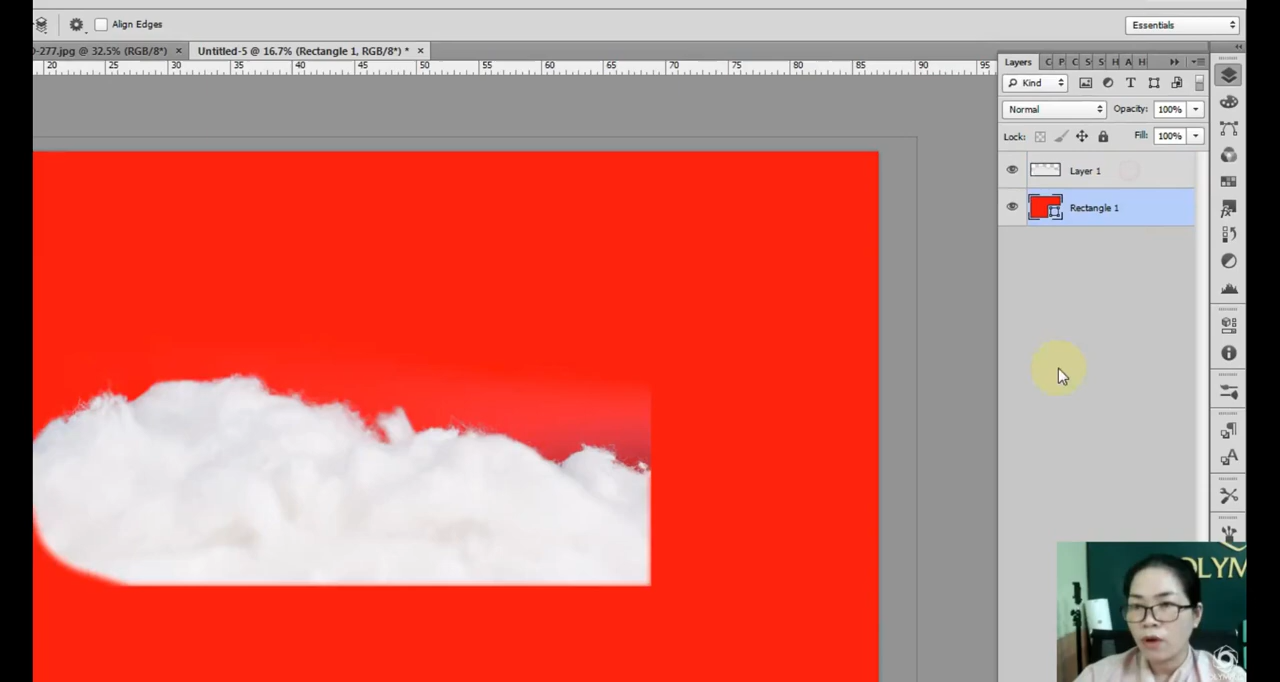 Align Edges
Essentials
0-277.jpg @ 32.5% (RGB/8*) ×
Untitled-5 @ 16.7% (Rectangle 1, RGB/8*) * ×
20 25 30 35 40 45 50 55 60 65 70 75 80 85 90 95
Layers C P C S S H A H
Kind
Normal
Opacity: 100%
Lock:
Fill: 100%
Layer 1
Rectangle 1
OLYM